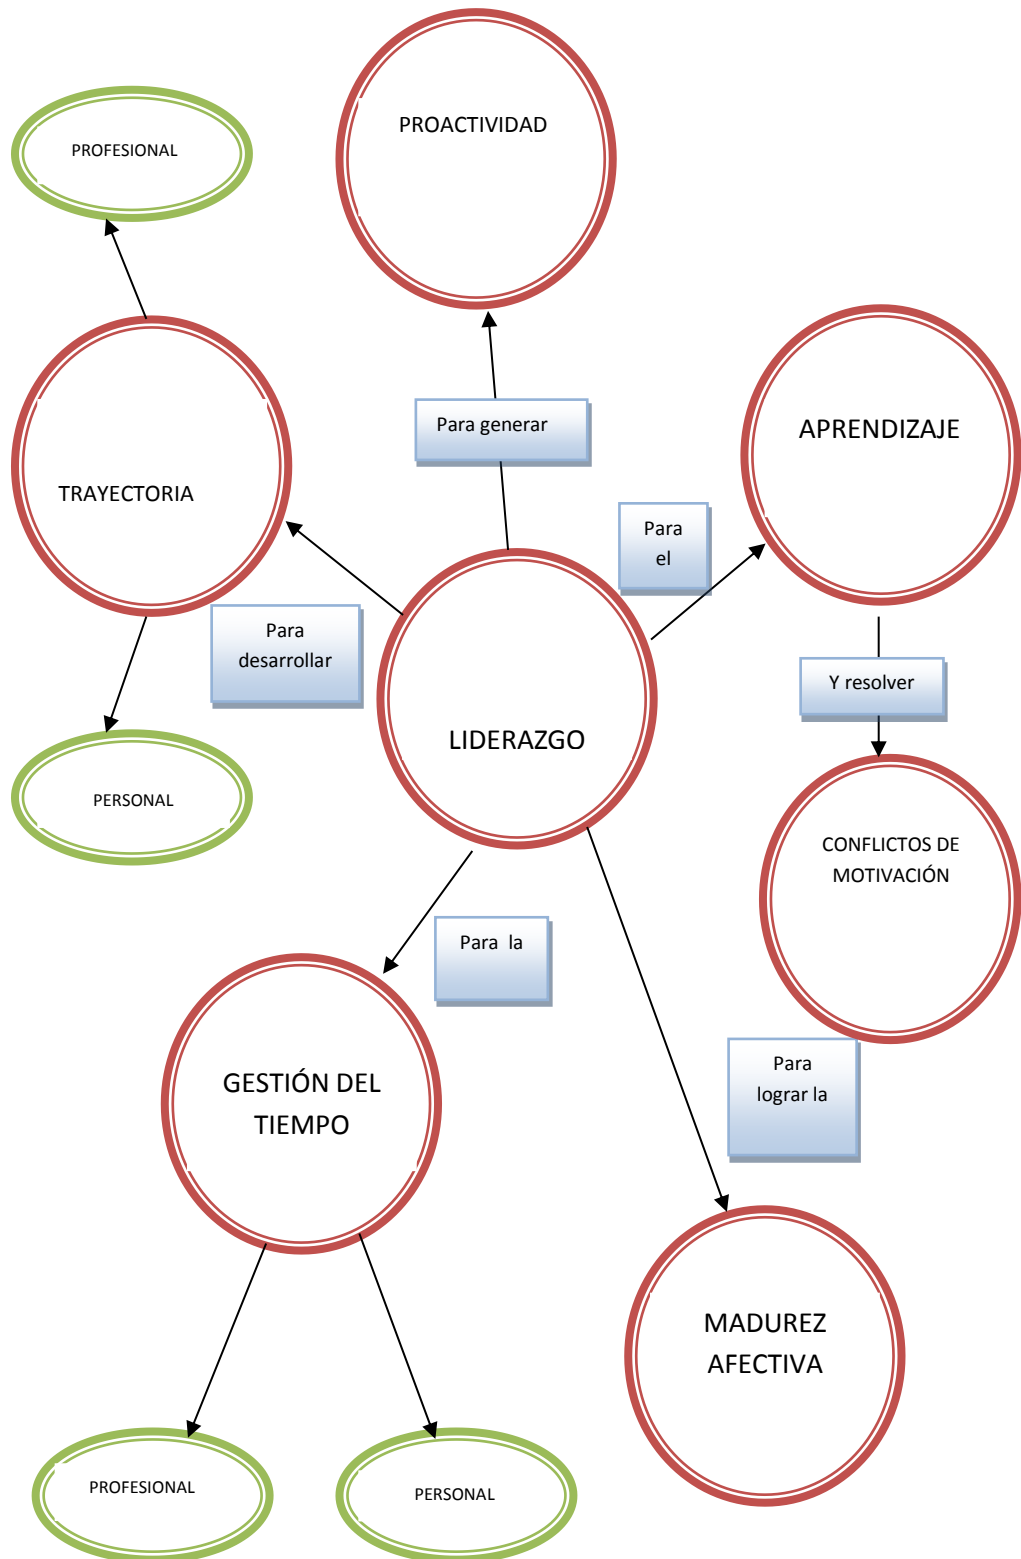 PROACTIVIDAD
PROFESIONAL
Para generar
APRENDIZAJE
TRAYECTORIA
Para
el
Para
desarrollar
Y resolver
LIDERAZGO
PERSONAL
CONFLICTOS DE
MOTIVACIÓN
Para la
Para
lograr la
GESTIÓN DEL
TIEMPO
MADUREZ
AFECTIVA
PROFESIONAL
PERSONAL